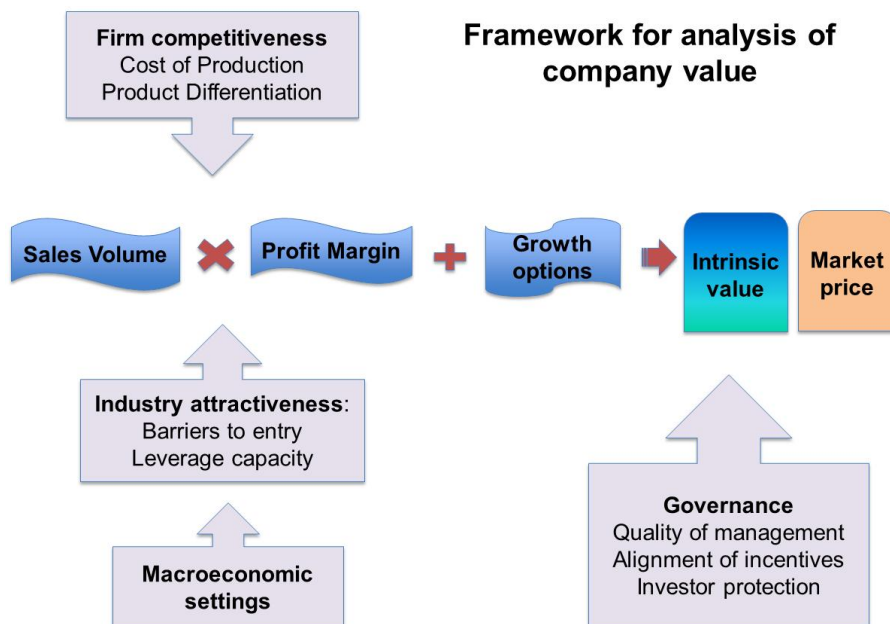 Framework for analysis of
company value
Firm competitiveness
Cost of Production
Product Differentiation
Sales Volume
Profit Margin
Growth
options
Intrinsic
value
Market
price
Industry attractiveness:
Barriers to entry
Leverage capacity
Macroeconomic
settings
Governance
Quality of management
Alignment of incentives
Investor protection